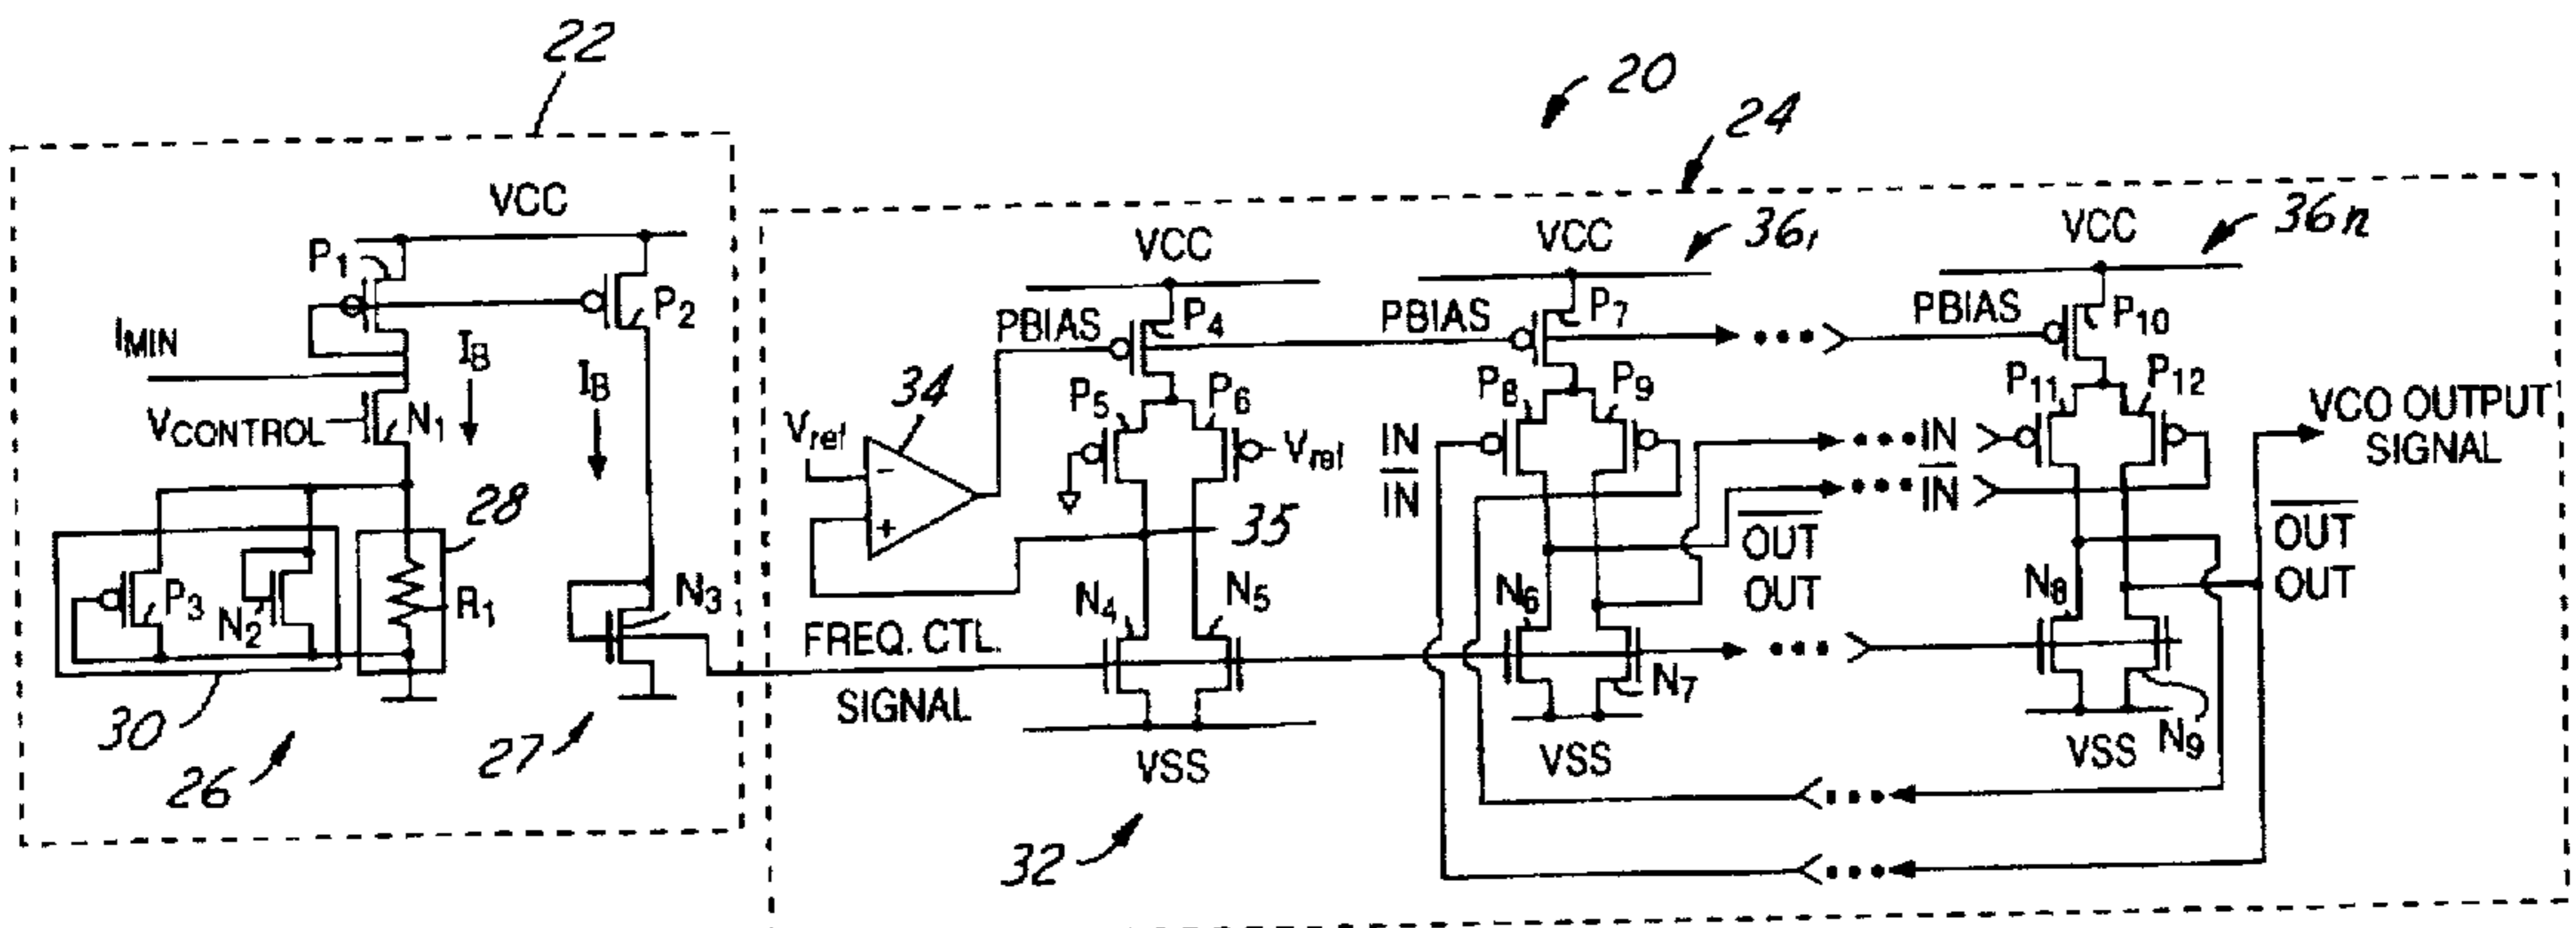 22
20
24
VCC
P1
P2
IMIN
IB
IB
VCONTROL
N1
28
P3
N2
R1
N3
30
26
27
VCC
VCC
361
VCC
36n
PBIAS
P4
PBIAS
P7
PBIAS
P10
34
Vref
-
+
P5
P6
Vref
P8
P9
P11
P12
IN
IN
IN
IN
VCO OUTPUT
SIGNAL
35
OUT
OUT
OUT
OUT
N4
N5
N6
N7
N8
N9
FREQ. CTL.
SIGNAL
VSS
VSS
VSS
32